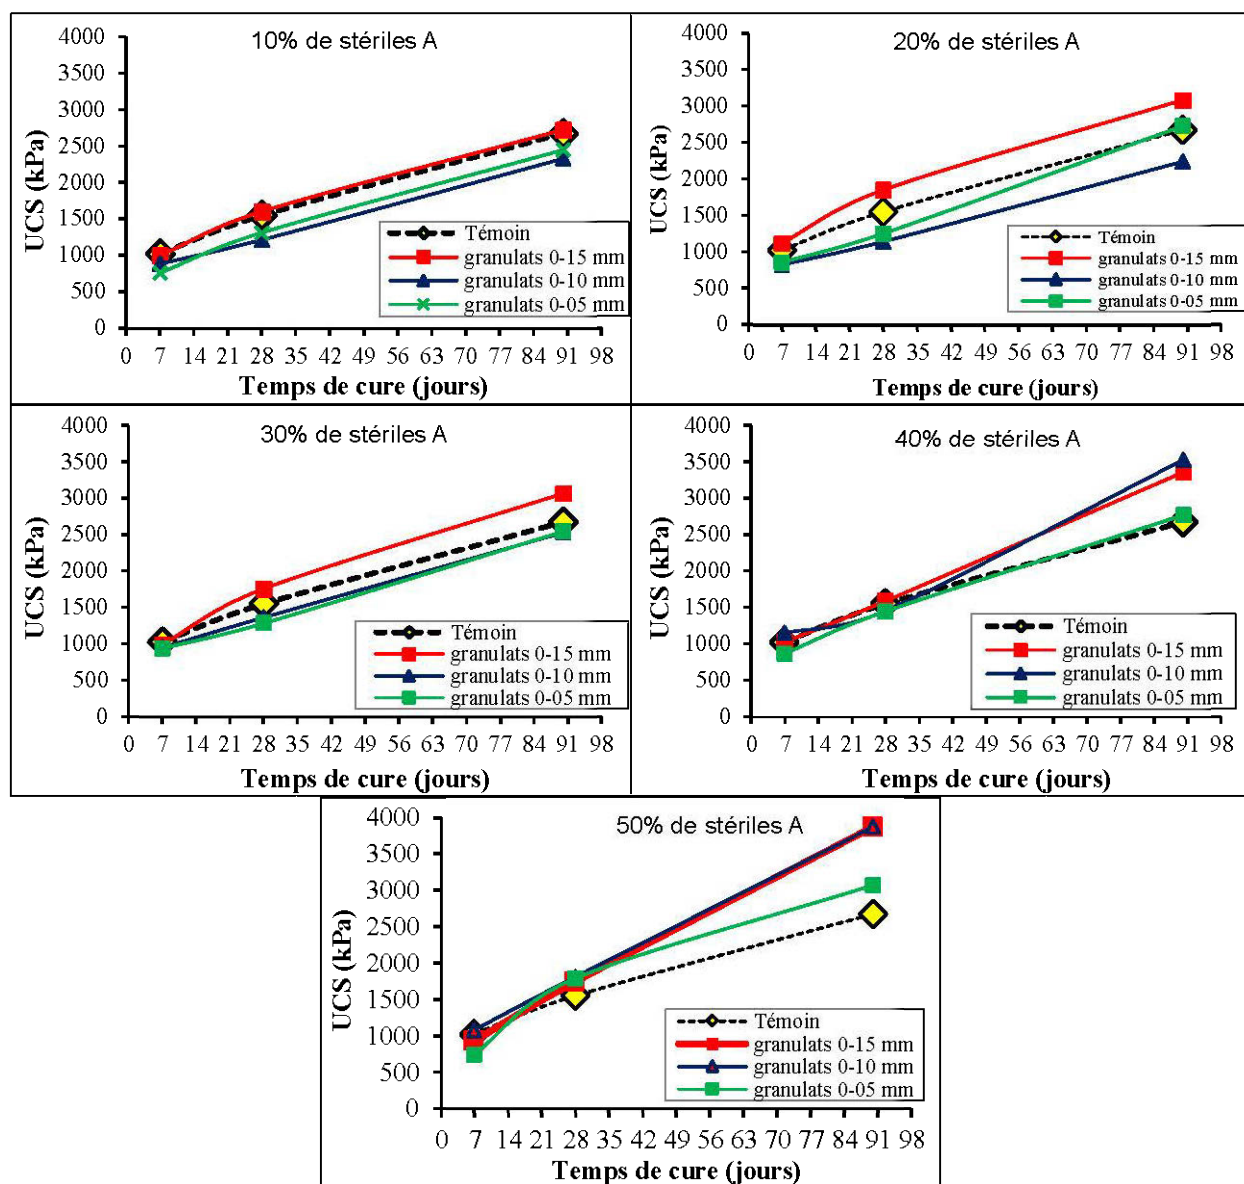 10% de stériles A
UCS (kPa)
4000
3500
3000
2500
2000
1500
1000
500
0
0 7 14 21 28 35 42 49 56 63 70 77 84 91 98
Temps de cure (jours)
Témoin
granulats 0-15 mm
granulats 0-10 mm
granulats 0-05 mm
20% de stériles A
UCS (kPa)
4000
3500
3000
2500
2000
1500
1000
500
0
0 7 14 21 28 35 42 49 56 63 70 77 84 91 98
Temps de cure (jours)
Témoin
granulats 0-15 mm
granulats 0-10 mm
granulats 0-05 mm
30% de stériles A
UCS (kPa)
4000
3500
3000
2500
2000
1500
1000
500
0
0 7 14 21 28 35 42 49 56 63 70 77 84 91 98
Temps de cure (jours)
Témoin
granulats 0-15 mm
granulats 0-10 mm
granulats 0-05 mm
40% de stériles A
UCS (kPa)
4000
3500
3000
2500
2000
1500
1000
500
0
0 7 14 21 28 35 42 49 56 63 70 77 84 91 98
Temps de cure (jours)
Témoin
granulats 0-15 mm
granulats 0-10 mm
granulats 0-05 mm
50% de stériles A
UCS (kPa)
4000
3500
3000
2500
2000
1500
1000
500
0
0 7 14 21 28 35 42 49 56 63 70 77 84 91 98
Temps de cure (jours)
Témoin
granulats 0-15 mm
granulats 0-10 mm
granulats 0-05 mm